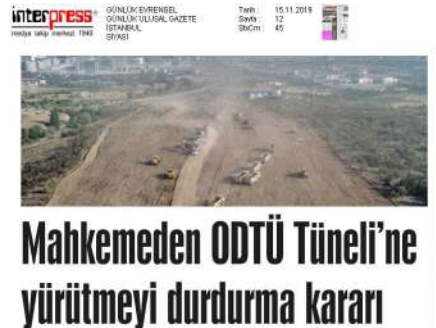 interpress
medya takip merkezi 1940
GÜNLÜK EVRENSEL
GÜNLÜK ULUSAL GAZETE
İSTANBUL
SİYASİ
Tarih : 15.11.2019
Sayfa : 12
StxCm : 45
Mahkemeden ODTÜ Tüneli’ne
yürütmeyi durdurma kararı